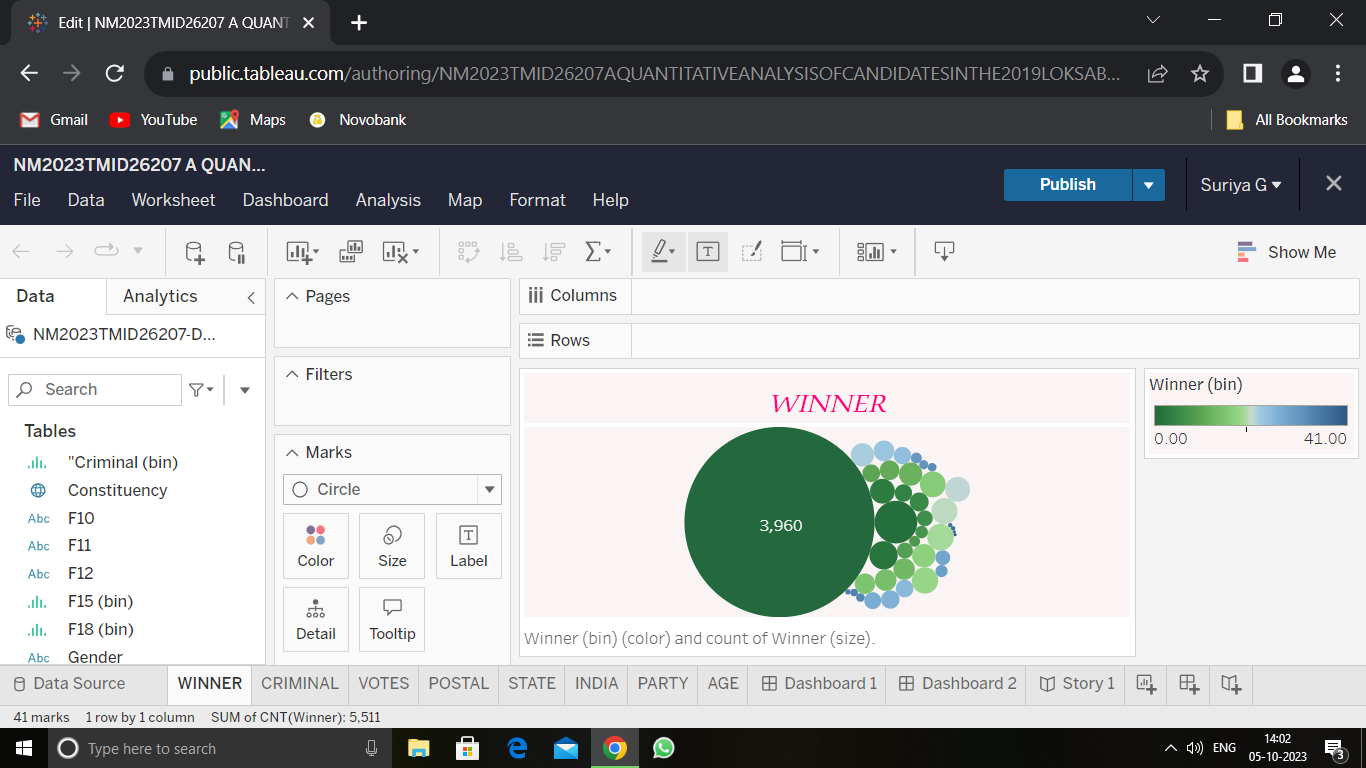 Edit | NM2023TMID26207 A QUANT
public.tableau.com/authoring/NM2023TMID26207AQUANTITATIVEANALYSISOFCANDIDATESINTHE2019LOKSAB...
Gmail YouTube Maps Novobank All Bookmarks
NM2023TMID26207 A QUAN...
File Data Worksheet Dashboard Analysis Map Format Help
Publish Suriya G
Show Me
Data Analytics
NM2023TMID26207-D...
Search
Tables
"Criminal (bin)
Constituency
Abc F10
Abc F11
Abc F12
F15 (bin)
F18 (bin)
Abc Gender
Pages
Filters
Marks
Circle
Color Size Label
Detail Tooltip
Columns
Rows
WINNER
3,960
Winner (bin) (color) and count of Winner (size).
Winner (bin)
0.00 41.00
Data Source WINNER CRIMINAL VOTES POSTAL STATE INDIA PARTY AGE Dashboard 1 Dashboard 2 Story 1
41 marks 1 row by 1 column SUM of CNT(Winner): 5,511
Type here to search
ENG
14:02
05-10-2023
3